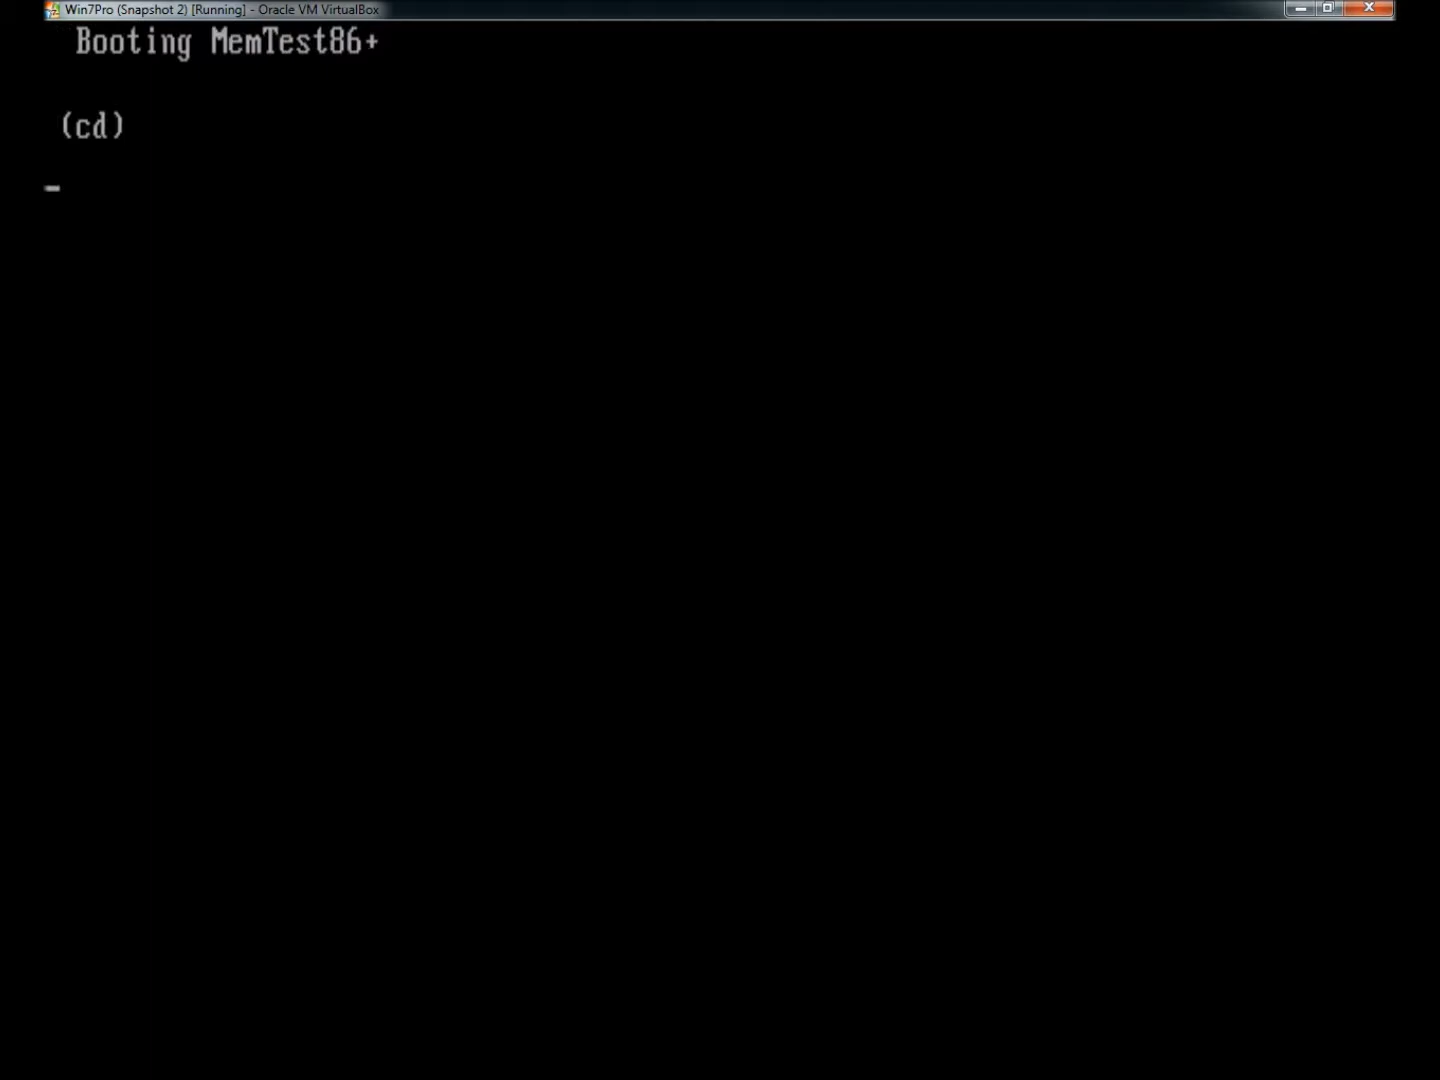 Win7Pro (Snapshot 2) [Running] - Oracle VM VirtualBox
Booting MemTest86+
(cd)